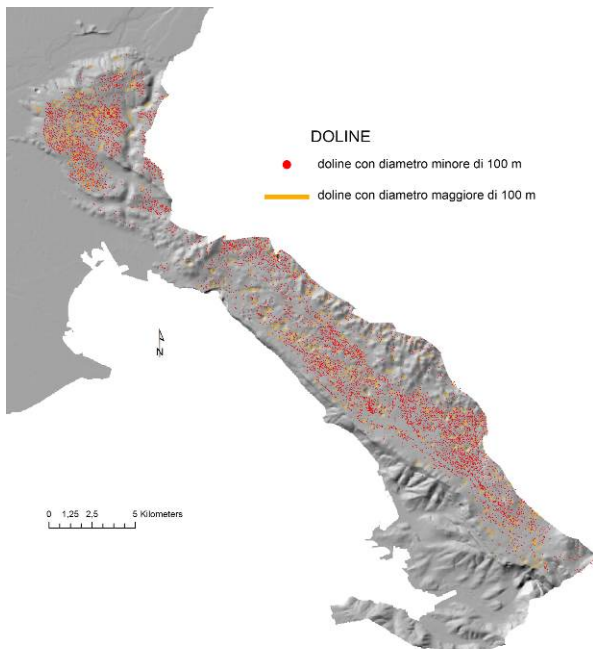 DOLINE
doline con diametro minore di 100 m
doline con diametro maggiore di 100 m
N
0 1,25 2,5 5 Kilometers